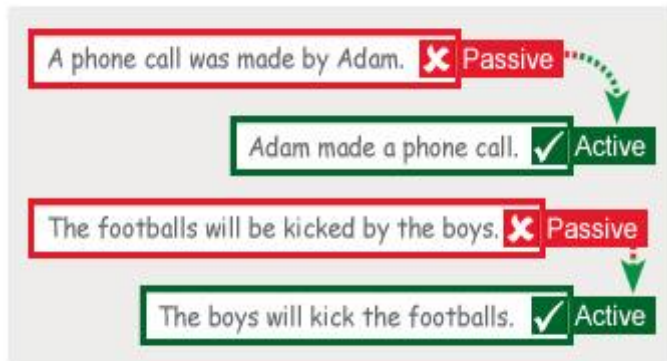 A phone call was made by Adam. Passive
Adam made a phone call. Active
The footballs will be kicked by the boys. Passive
The boys will kick the footballs. Active